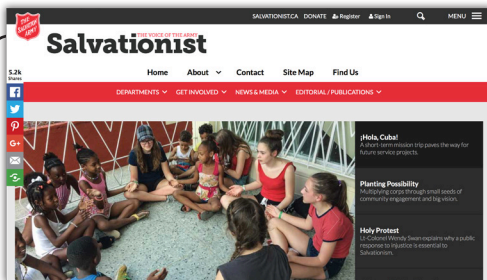 THE
SALVATION
ARMY
SALVATIONIST.CA DONATE Register Sign In MENU
THE VOICE OF THE ARMY
Salvationist
5.2k
Shares
Home About Contact Site Map Find Us
DEPARTMENTS GET INVOLVED NEWS & MEDIA EDITORIAL / PUBLICATIONS
G+
¡Hola, Cuba!
A short-term mission trip paves the way for
future service projects.
Planting Possibility
Multiplying corps through small seeds of
community engagement and big vision.
Holy Protest
Lt-Colonel Wendy Swan explains why a public
response to injustice is essential to
Salvationism.